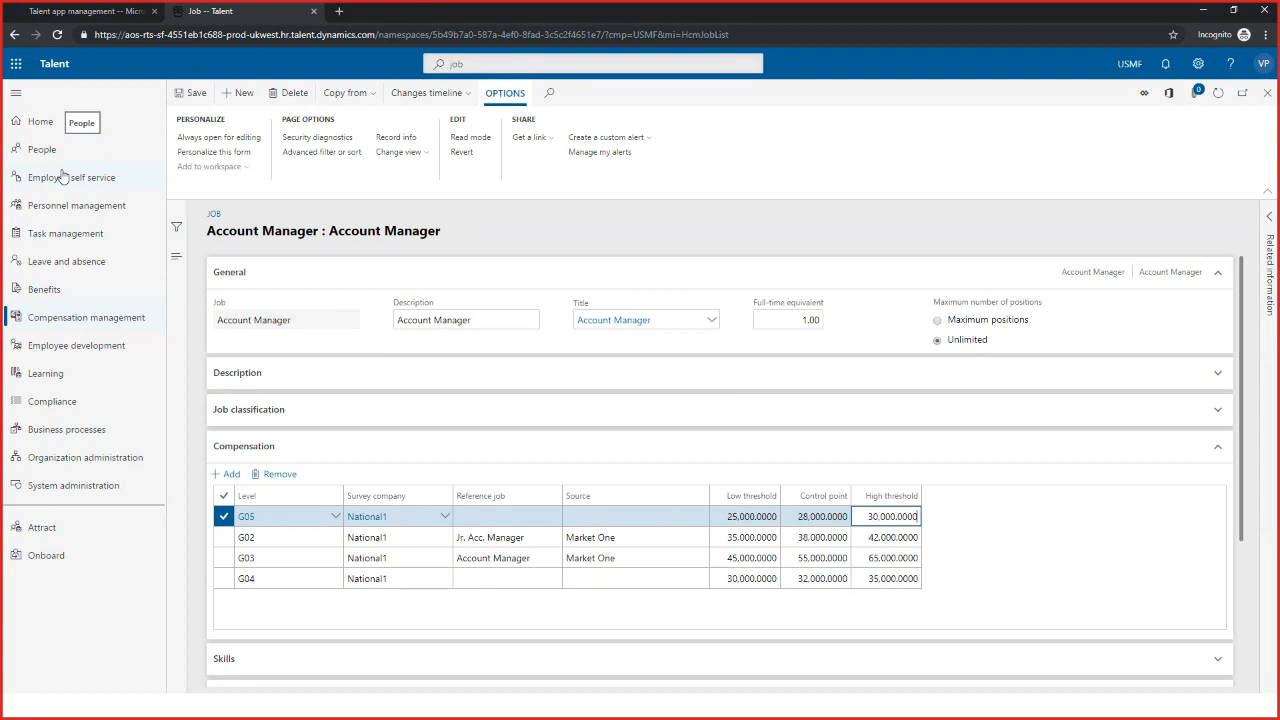 Talent app management -- Micro
Job -- Talent
https://aos-rts-sf-4551eb1c688-prod-ukwest.hr.talent.dynamics.com/namespaces/5b49b7a0-587a-4ef0-8fad-3c5c2f4651e7/?cmp=USMF&mi=HcmJobList
Incognito
Talent
job
USMF
?
VP
Save
New
Delete
Copy from
Changes timeline
OPTIONS
0
PERSONALIZE
Always open for editing
Personalize this form
Add to workspace
PAGE OPTIONS
Security diagnostics
Advanced filter or sort
Record info
Change view
EDIT
Read mode
Revert
SHARE
Get a link
Create a custom alert
Manage my alerts
Home
People
People
Employee self service
Personnel management
Task management
Leave and absence
Benefits
Compensation management
Employee development
Learning
Compliance
Business processes
Organization administration
System administration
Attract
Onboard
JOB
Account Manager : Account Manager
General
Account Manager
Account Manager
Job
Description
Title
Full-time equivalent
Maximum number of positions
Account Manager
Account Manager
Account Manager
1.00
Maximum positions
Unlimited
Description
Job classification
Compensation
Add
Remove
Level Survey company Reference job Source Low threshold Control point High threshold
G05 National1 25,000.0000 28,000.0000 30,000.0000
G02 National1 Jr. Acc. Manager Market One 35,000.0000 38,000.0000 42,000.0000
G03 National1 Account Manager Market One 45,000.0000 55,000.0000 65,000.0000
G04 National1 30,000.0000 32,000.0000 35,000.0000
Skills
Related information